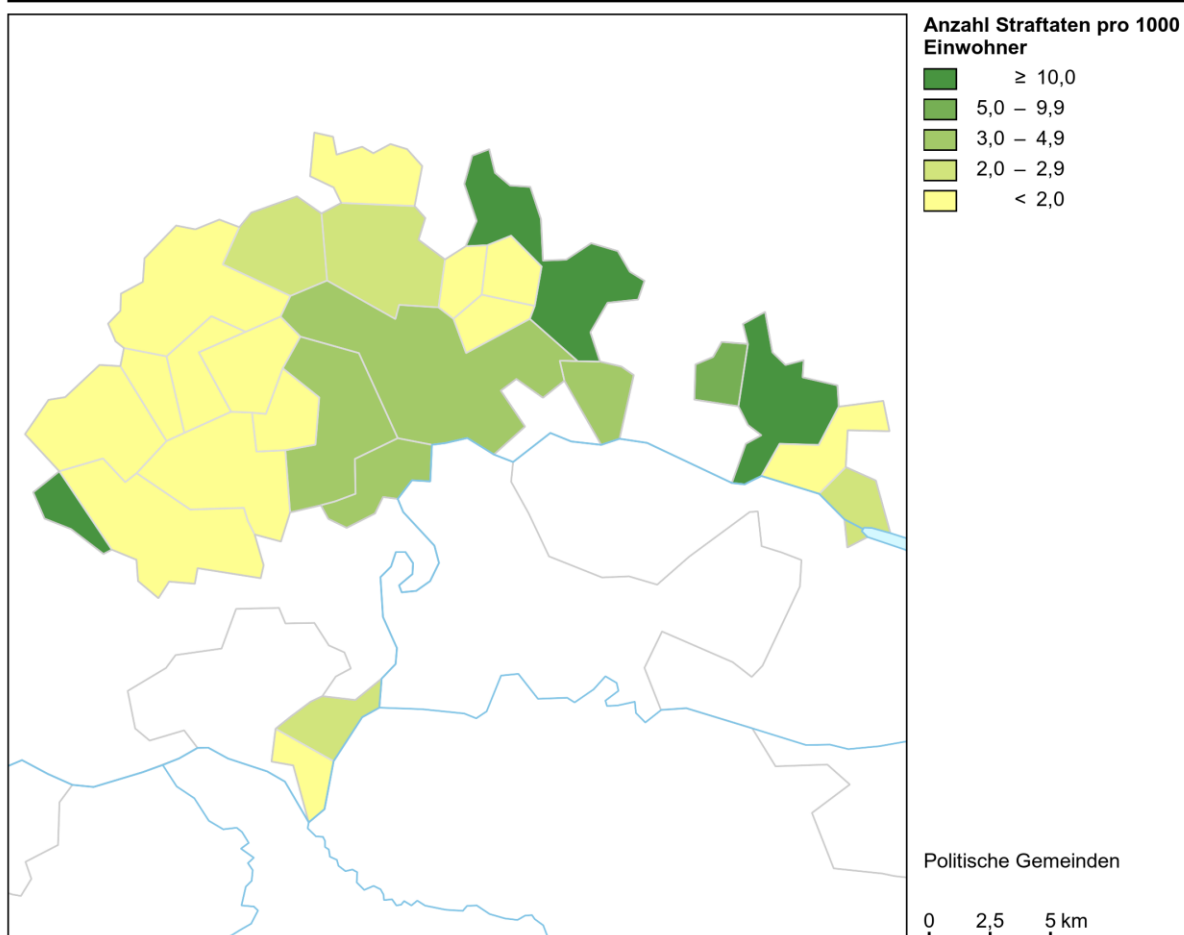 Anzahl Straftaten pro 1000
Einwohner
≥ 10,0
5,0 – 9,9
3,0 – 4,9
2,0 – 2,9
< 2,0
Politische Gemeinden
0 2,5 5 km